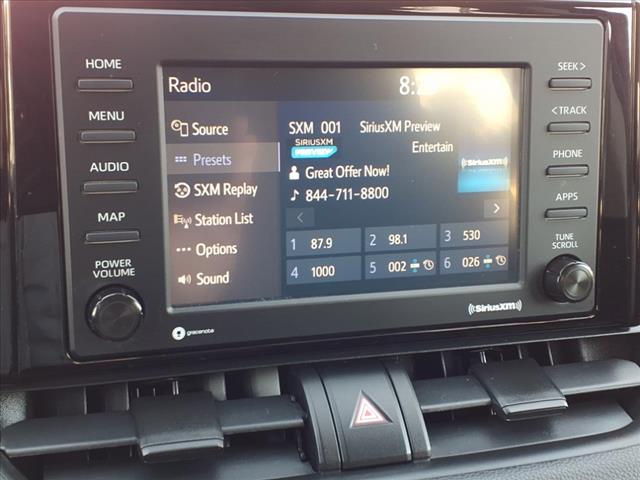 HOME
MENU
AUDIO
MAP
POWER
VOLUME
Radio
Source
Presets
SXM Replay
Station List
Options
Sound
SXM 001 SiriusXM Preview
SIRIUSXM
PREVIEW
Entertain
Great Offer Now!
844-711-8800
SiriusXM
< >
1 87.9 2 98.1 3 530
4 1000 5 002 6 026
SEEK >
< TRACK
PHONE
APPS
TUNE
SCROLL
gracenote
SiriusXM